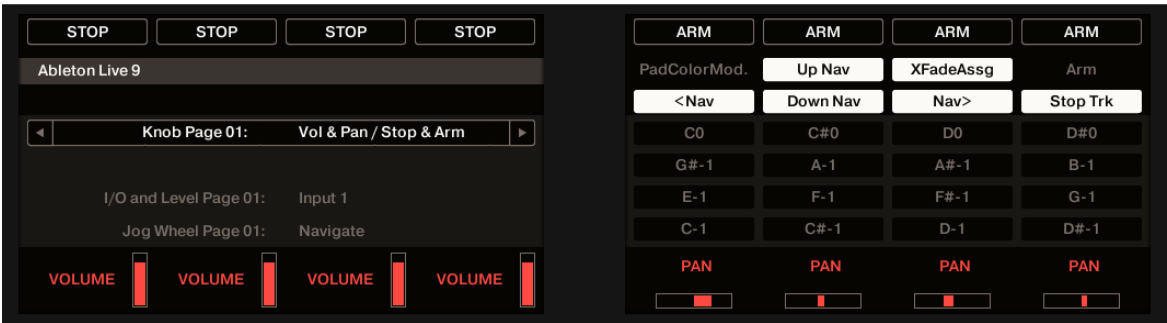 STOP STOP STOP STOP
Ableton Live 9
Knob Page 01: Vol & Pan / Stop & Arm
I/O and Level Page 01: Input 1
Jog Wheel Page 01: Navigate
VOLUME VOLUME VOLUME VOLUME
ARM ARM ARM ARM
PadColorMod. Up Nav XFadeAssg Arm
<Nav Down Nav Nav> Stop Trk
C0 C#0 D0 D#0
G#-1 A-1 A#-1 B-1
E-1 F-1 F#-1 G-1
C-1 C#-1 D-1 D#-1
PAN PAN PAN PAN